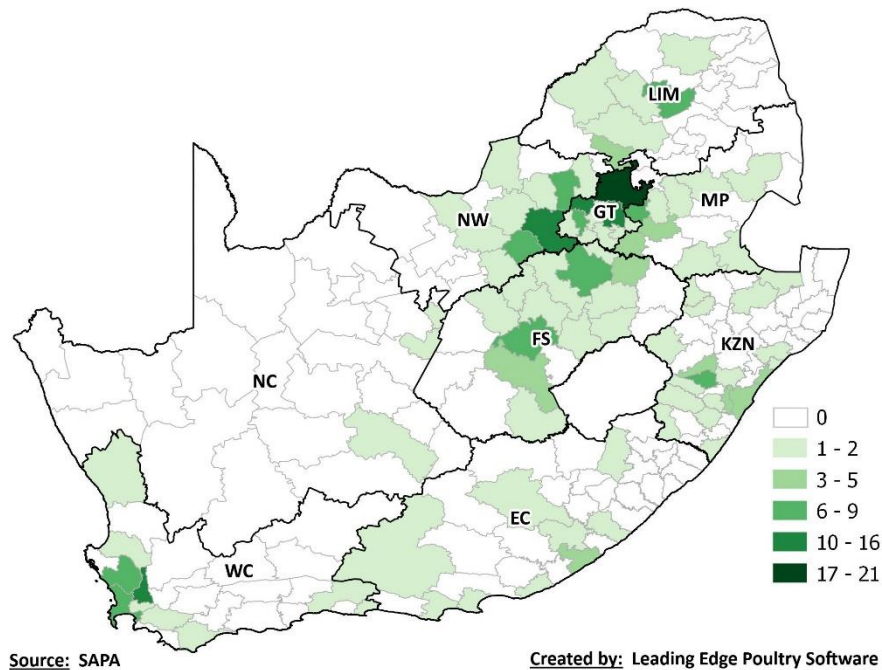 LIM
NW
GT
MP
FS
KZN
NC
0
1 - 2
3 - 5
6 - 9
10 - 16
17 - 21
EC
WC
Source: SAPA
Created by: Leading Edge Poultry Software